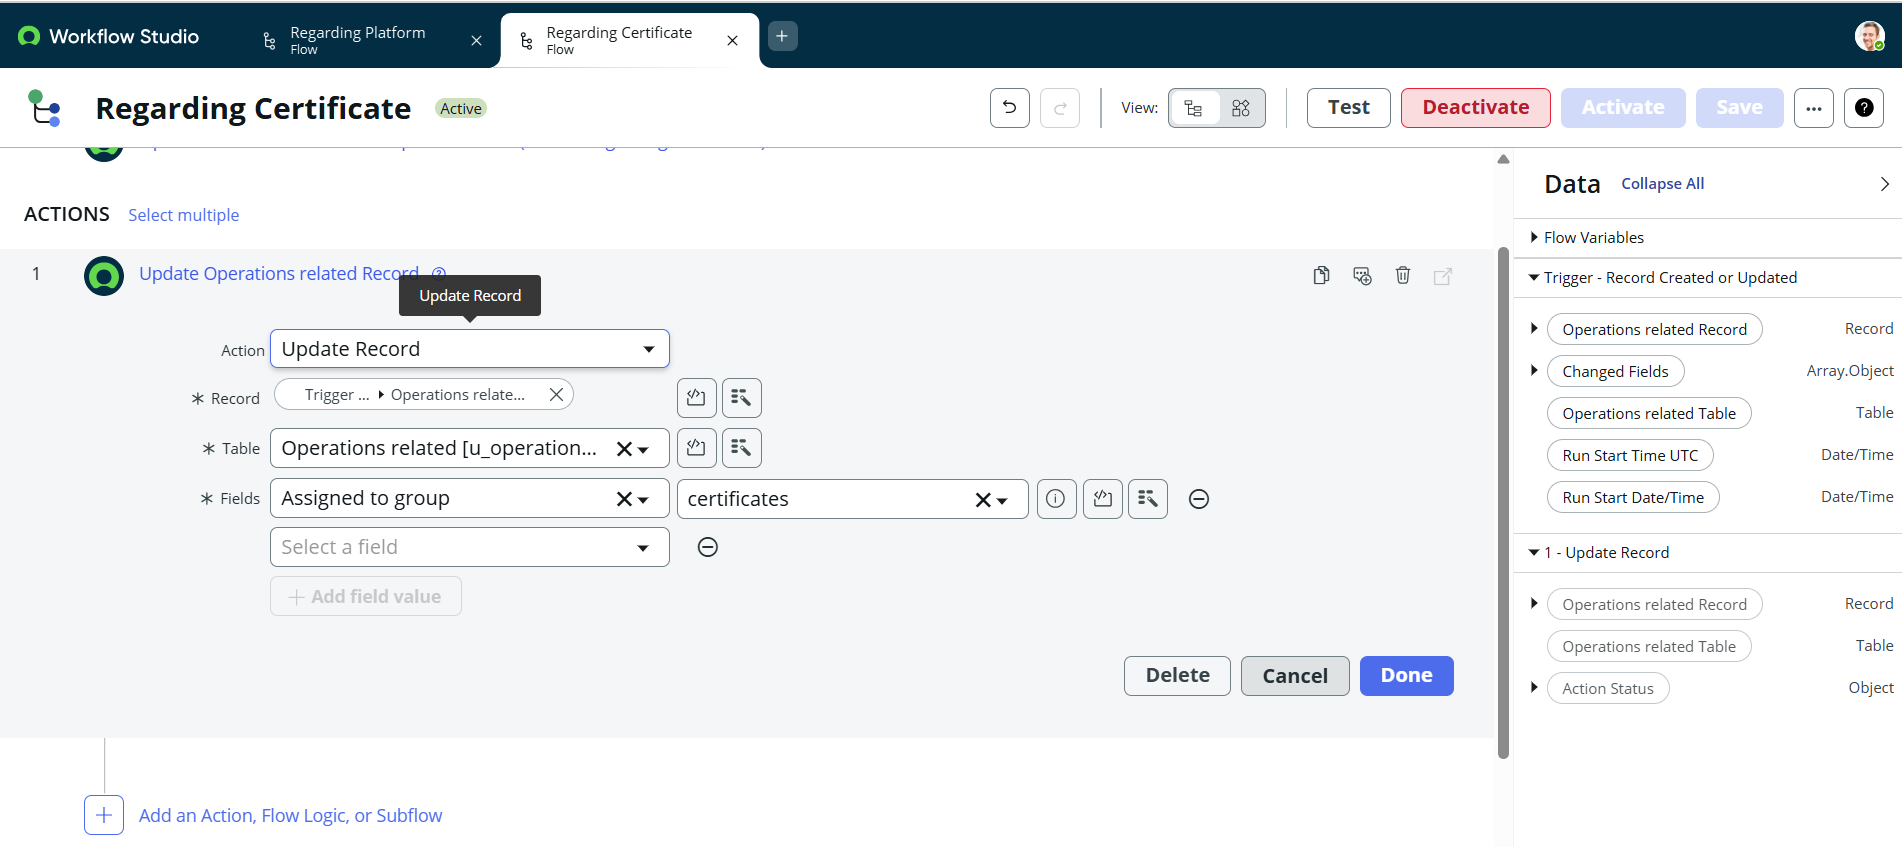 Workflow Studio
Regarding Platform
Flow
Regarding Certificate
Flow
Regarding Certificate
Active
View:
Test
Deactivate
Activate
Save
ACTIONS
Select multiple
1
Update Operations related Record
Update Record
Action
Update Record
* Record
Trigger ...
Operations relate...
* Table
Operations related [u_operation...
* Fields
Assigned to group
certificates
Select a field
Add field value
Delete
Cancel
Done
Add an Action, Flow Logic, or Subflow
Data
Collapse All
Flow Variables
Trigger - Record Created or Updated
Operations related Record
Record
Changed Fields
Array.Object
Operations related Table
Table
Run Start Time UTC
Date/Time
Run Start Date/Time
Date/Time
1 - Update Record
Operations related Record
Record
Operations related Table
Table
Action Status
Object